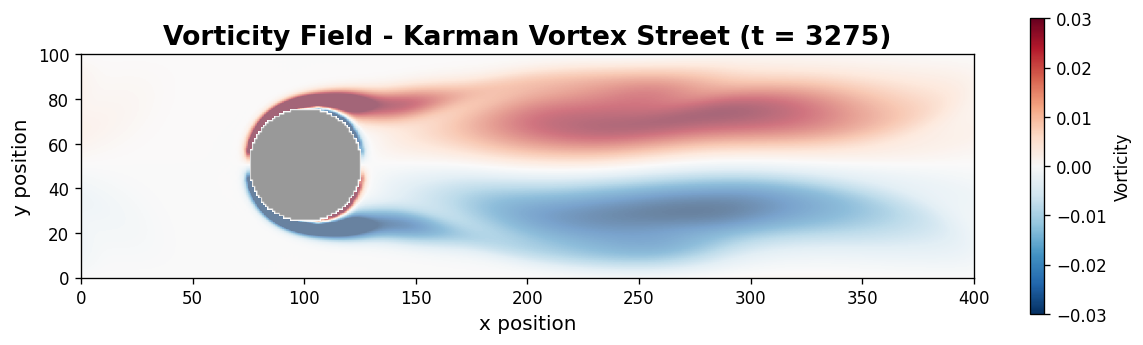 Vorticity Field - Karman Vortex Street (t = 3275)
100
80
60
40
20
0
y position
0 50 100 150 200 250 300 350 400
x position
0.03
0.02
0.01
0.00
−0.01
−0.02
−0.03
Vorticity